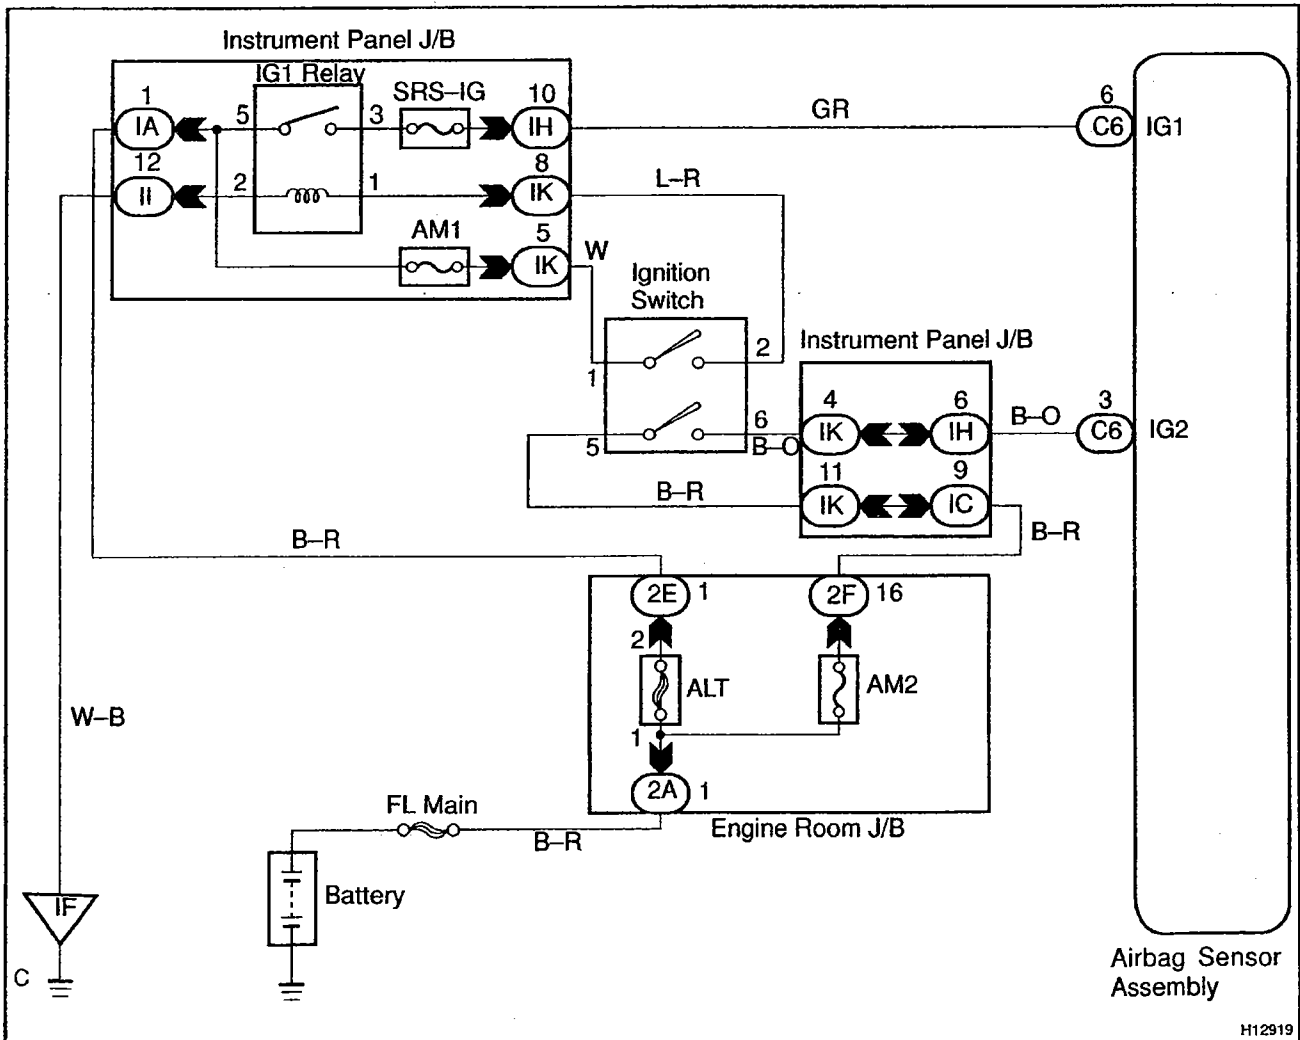 Instrument Panel J/B
IG1 Relay
SRS–IG
1
IA
5
3
10
IH
GR
6
C6
IG1
12
II
2
1
8
IK
L–R
AM1
5
IK
W
Ignition
Switch
1
2
5
6
B–O
Instrument Panel J/B
4
IK
6
IH
B–O
3
C6
IG2
11
IK
9
IC
B–R
B–R
B–R
2E
1
2F
16
2
ALT
AM2
1
2A
1
Engine Room J/B
W–B
FL Main
B–R
Battery
IF
C
Airbag Sensor
Assembly
H12919